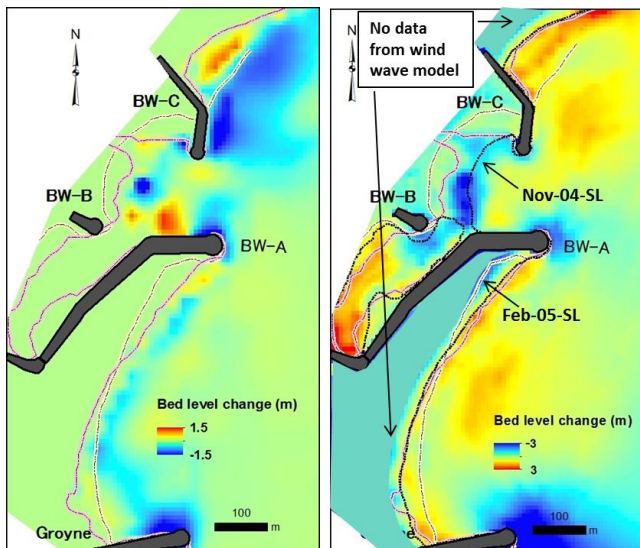 N
BW-C
BW-B
BW-A
Bed level change (m)
1.5
-1.5
100
m
Groyne
No data
from wind
wave model
N
BW-C
Nov-04-SL
BW-B
BW-A
Feb-05-SL
Bed level change (m)
-3
3
100
m